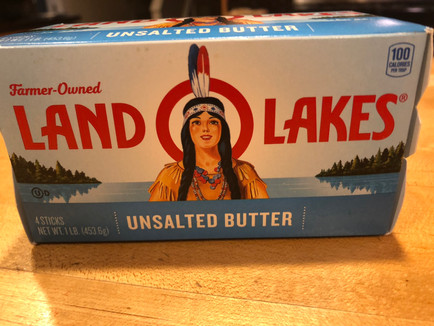 UNSALTED BUTTER
100
CALORIES
PER TBSP
Farmer-Owned
LAND O LAKES®
4 STICKS
NET WT. 1 LB. (453.6g)
UNSALTED BUTTER